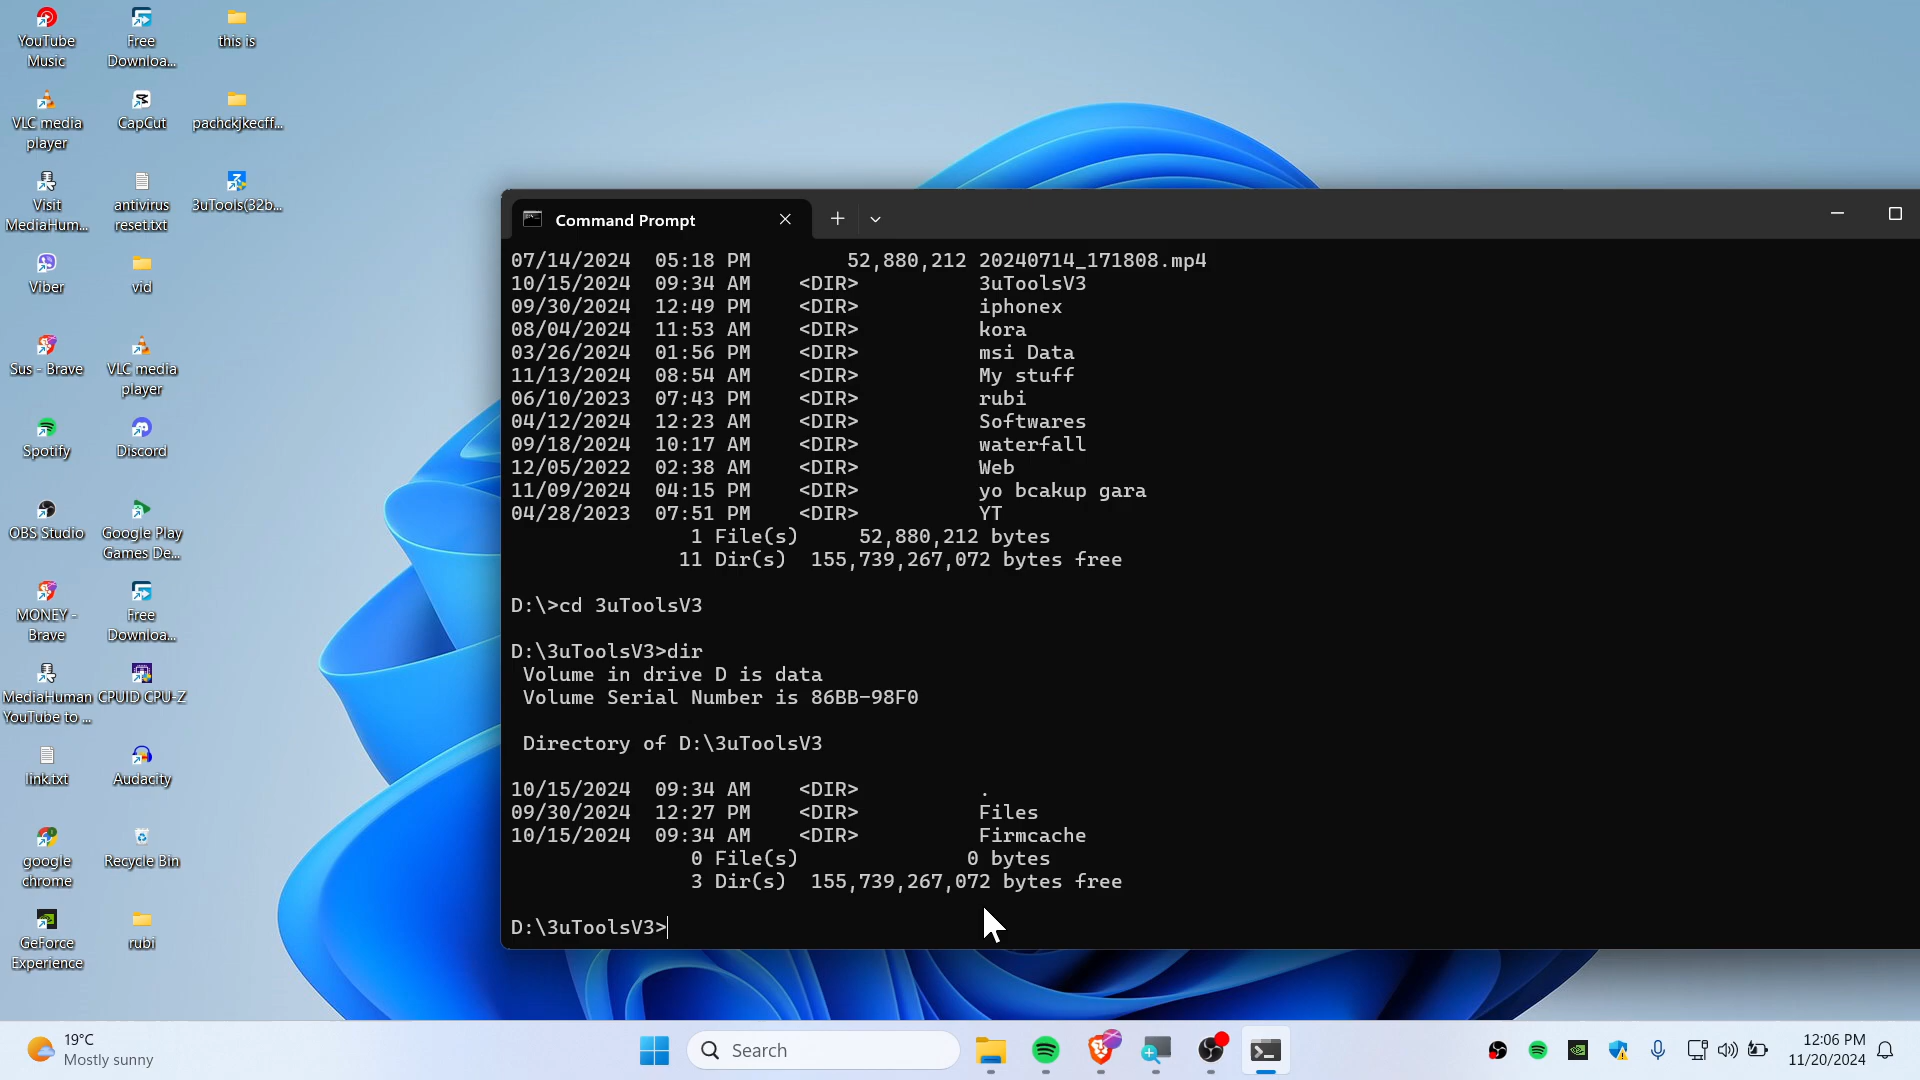 YouTube
Music
Free
Downloa...
this is
VLC media
player
CapCut
pachckjkecff...
Visit
MediaHum...
antivirus
reset.txt
3uTools(32b...
Viber
vid
Sus - Brave
VLC media
player
Spotify
Discord
OBS Studio
Google Play
Games De...
MONEY -
Brave
Free
Downloa...
MediaHuman
YouTube to ...
CPUID CPU-Z
link.txt
Audacity
google
chrome
Recycle Bin
GeForce
Experience
rubi
Command Prompt
07/14/2024  05:18 PM        52,880,212 20240714_171808.mp4
10/15/2024  09:34 AM    <DIR>          3uToolsV3
09/30/2024  12:49 PM    <DIR>          iphonex
08/04/2024  11:53 AM    <DIR>          kora
03/26/2024  01:56 PM    <DIR>          msi Data
11/13/2024  08:54 AM    <DIR>          My stuff
06/10/2023  07:43 PM    <DIR>          rubi
04/12/2024  12:23 AM    <DIR>          Softwares
09/18/2024  10:17 AM    <DIR>          waterfall
12/05/2022  02:38 AM    <DIR>          Web
11/09/2024  04:15 PM    <DIR>          yo bcakup gara
04/28/2023  07:51 PM    <DIR>          YT
               1 File(s)     52,880,212 bytes
              11 Dir(s)  155,739,267,072 bytes free
D:\>cd 3uToolsV3
D:\3uToolsV3>dir
 Volume in drive D is data
 Volume Serial Number is 86BB-98F0
 Directory of D:\3uToolsV3
10/15/2024  09:34 AM    <DIR>          .
09/30/2024  12:27 PM    <DIR>          Files
10/15/2024  09:34 AM    <DIR>          Firmcache
               0 File(s)              0 bytes
               3 Dir(s)  155,739,267,072 bytes free
D:\3uToolsV3>
19°C
Mostly sunny
Search
12:06 PM
11/20/2024